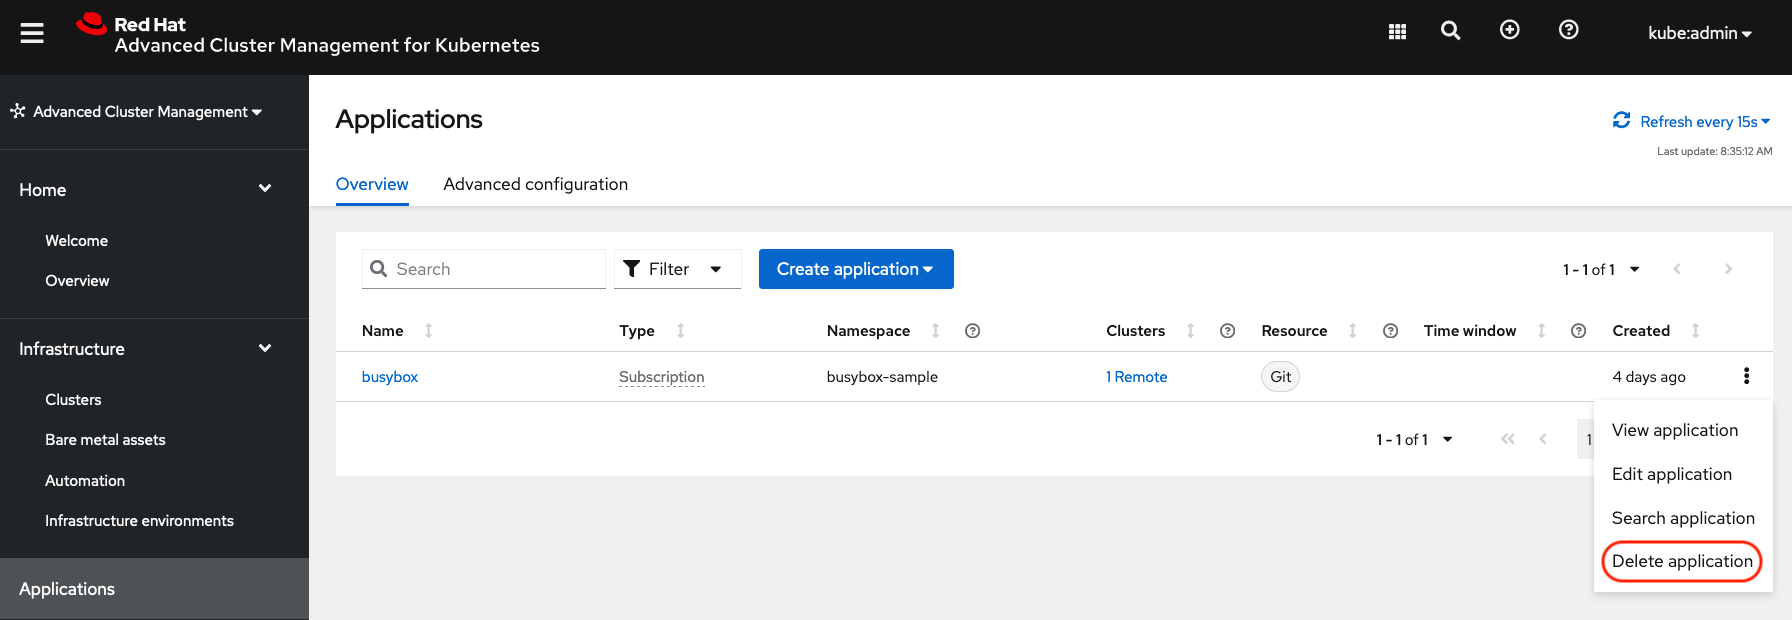 Red Hat
Advanced Cluster Management for Kubernetes
kube:admin
Advanced Cluster Management
Home
Welcome
Overview
Infrastructure
Clusters
Bare metal assets
Automation
Infrastructure environments
Applications
Applications
Refresh every 15s
Last update: 8:35:12 AM
Overview Advanced configuration
Search Filter Create application 1 - 1 of 1
Name Type Namespace Clusters Resource Time window Created
busybox Subscription busybox-sample 1 Remote Git 4 days ago
1 - 1 of 1 1
View application
Edit application
Search application
Delete application